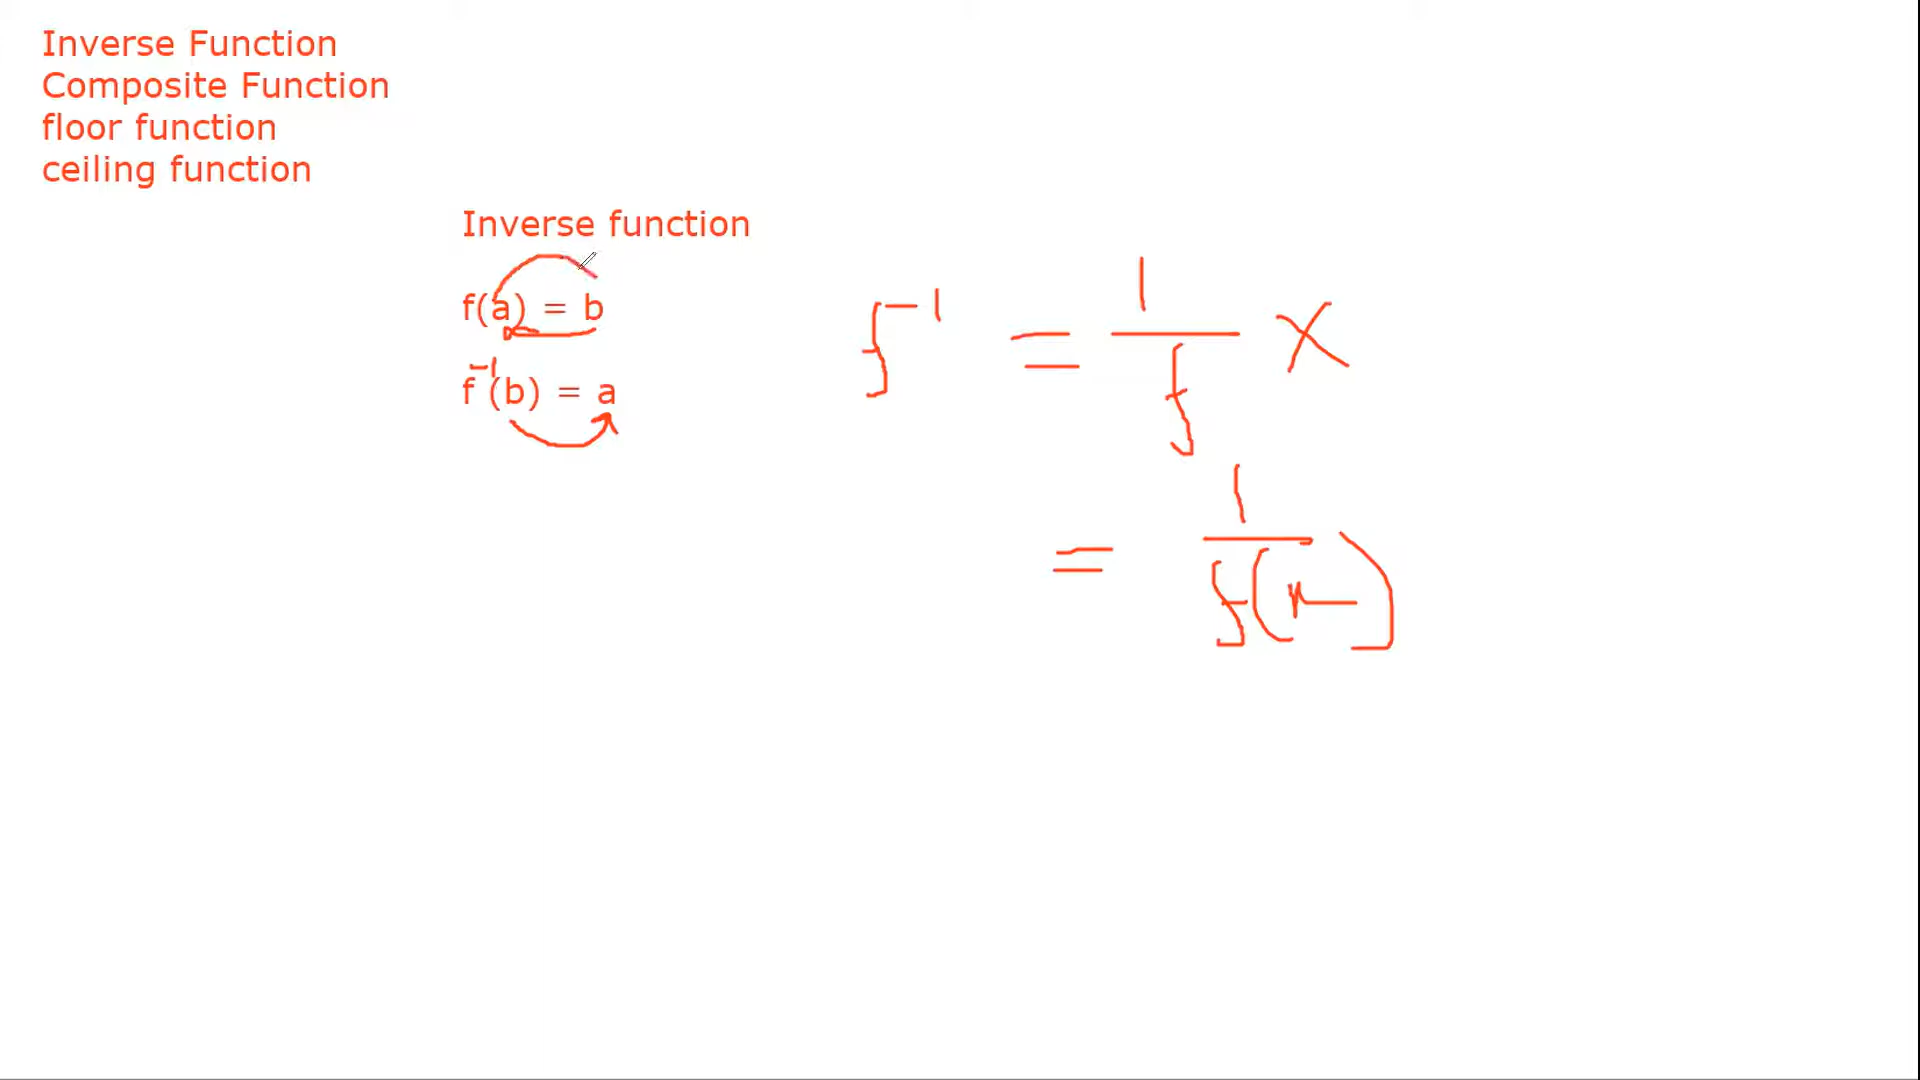 Inverse Function
Composite Function
floor function
ceiling function
Inverse function
f(a) = b
f⁻¹(b) = a
f⁻¹ = 1/f X
= 1/f( )